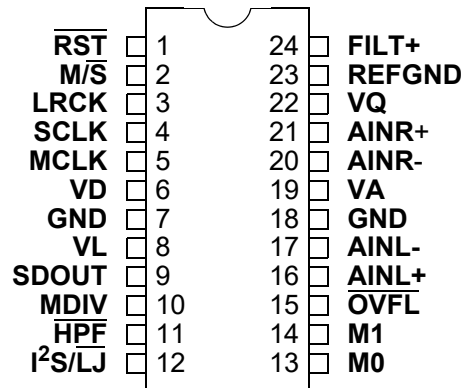 RST 1 24 FILT+
M/S 2 23 REFGND
LRCK 3 22 VQ
SCLK 4 21 AINR+
MCLK 5 20 AINR-
VD 6 19 VA
GND 7 18 GND
VL 8 17 AINL-
SDOUT 9 16 AINL+
MDIV 10 15 OVFL
HPF 11 14 M1
I²S/LJ 12 13 M0